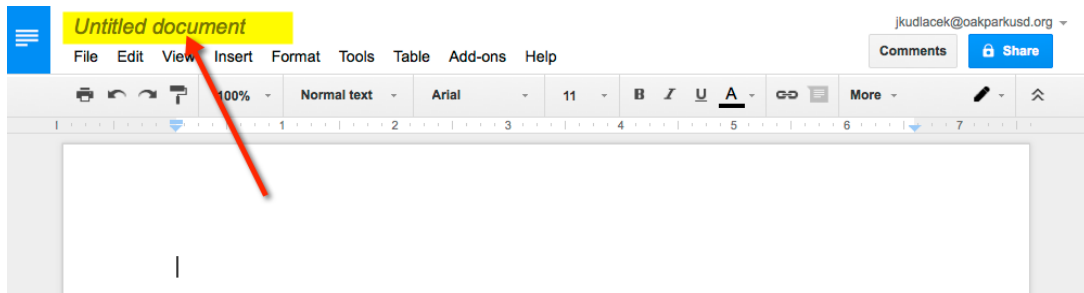 Untitled document
jkudlacek@oakparkusd.org
File Edit View Insert Format Tools Table Add-ons Help
Comments Share
100% Normal text Arial 11 B I U A More
1 2 3 4 5 6 7